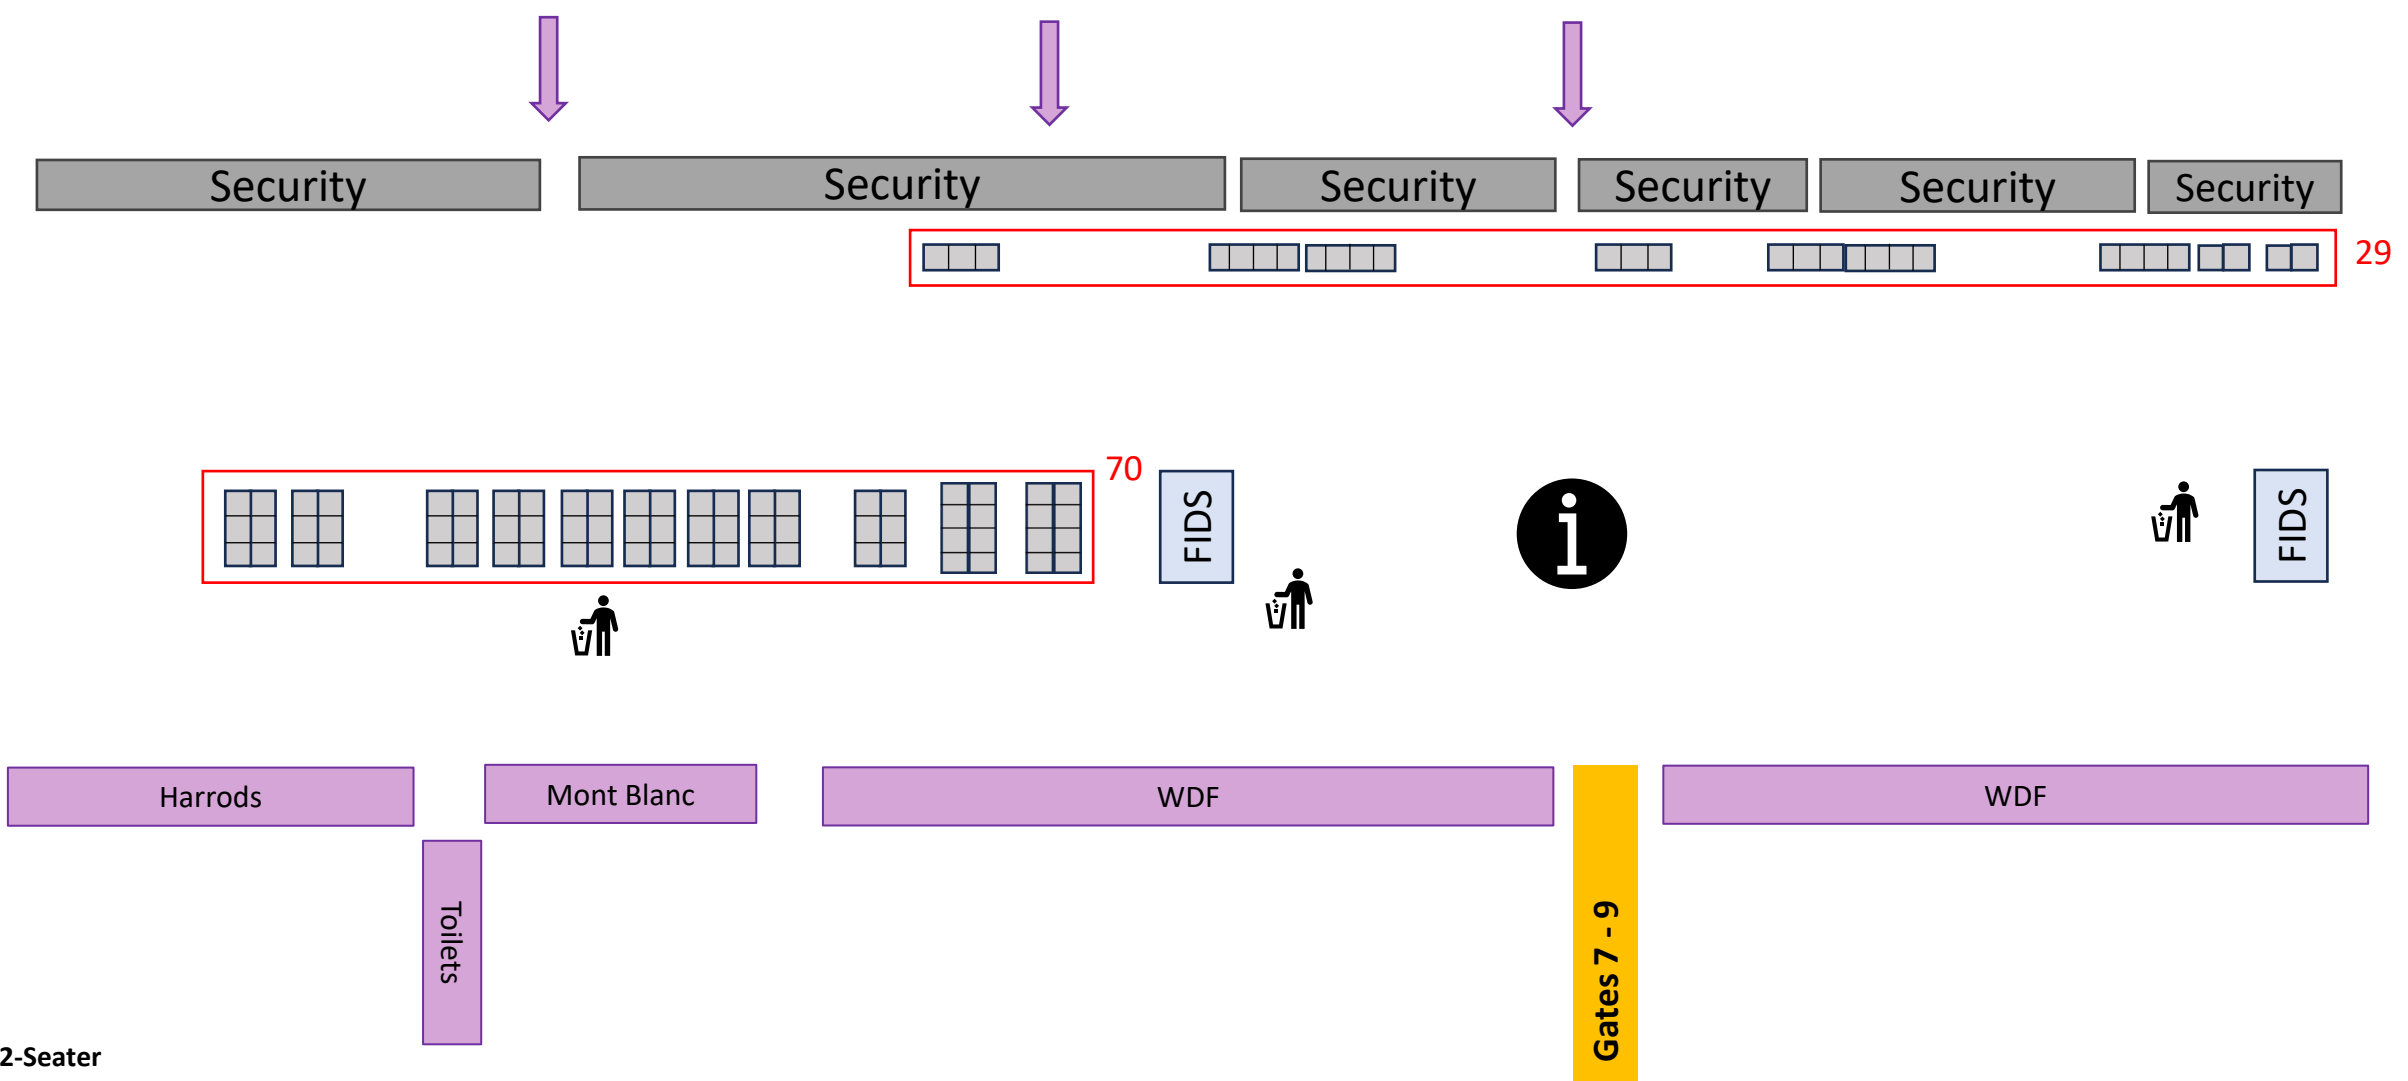 Security
Security
Security
Security
Security
Security
29
70
FIDS
FIDS
Harrods
Mont Blanc
WDF
WDF
Toilets
Gates 7 - 9
2-Seater